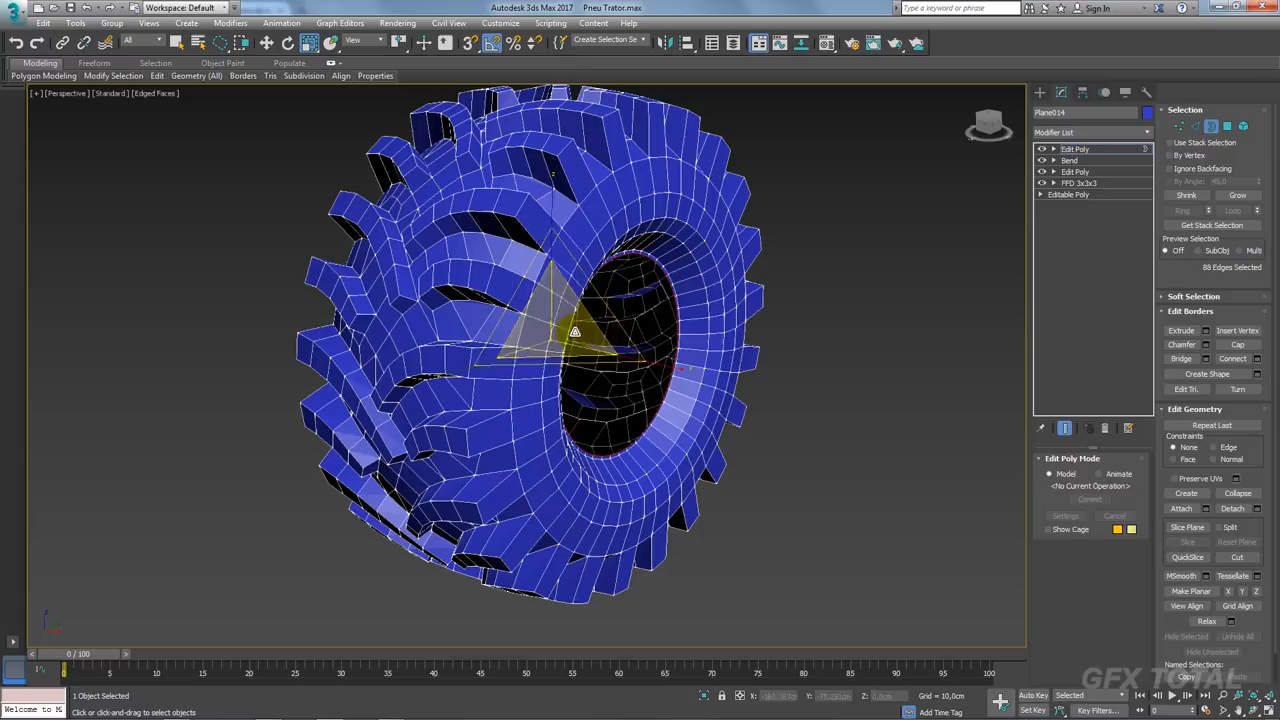 Workspace: Default
Autodesk 3ds Max 2017 Pneu Trator.max
Type a keyword or phrase
Sign In
Edit Tools Group Views Create Modifiers Animation Graph Editors Rendering Civil View Customize Scripting Content Help
All View Create Selection Se
Modeling Freeform Selection Object Paint Populate
Polygon Modeling Modify Selection Edit Geometry (All) Borders Tris Subdivision Align Properties
[+] [Perspective] [Standard] [Edged Faces]
Plane014
Modifier List
Edit Poly
Bend
Edit Poly
FFD 3x3x3
Editable Poly
Edit Poly Mode
Model Animate
<No Current Operation>
Commit
Settings Cancel
Show Cage
Selection
Use Stack Selection
By Vertex
Ignore Backfacing
By Angle: 45,0
Shrink Grow
Ring Loop
Get Stack Selection
Preview Selection
Off SubObj Multi
88 Edges Selected
Soft Selection
Edit Borders
Extrude Insert Vertex
Chamfer Cap
Bridge Connect
Create Shape
Edit Tri. Turn
Edit Geometry
Repeat Last
Constraints
None Edge
Face Normal
Preserve UVs
Create Collapse
Attach Detach
Slice Plane Split
Slice Reset Plane
QuickSlice Cut
MSmooth Tessellate
Make Planar X Y Z
View Align Grid Align
Relax
Hide Selected Unhide All
Hide Unselected
Named Selections:
Copy Paste
GFX TOTAL
0 / 100
0 5 10 15 20 25 30 35 40 45 50 55 60 65 70 75 80 85 90 95 100
1 Object Selected
X: Y: Z: 0,0cm Grid = 10,0cm
Auto Key Selected
Welcome to M
Click or click-and-drag to select objects
Add Time Tag
Set Key Key Filters... 0